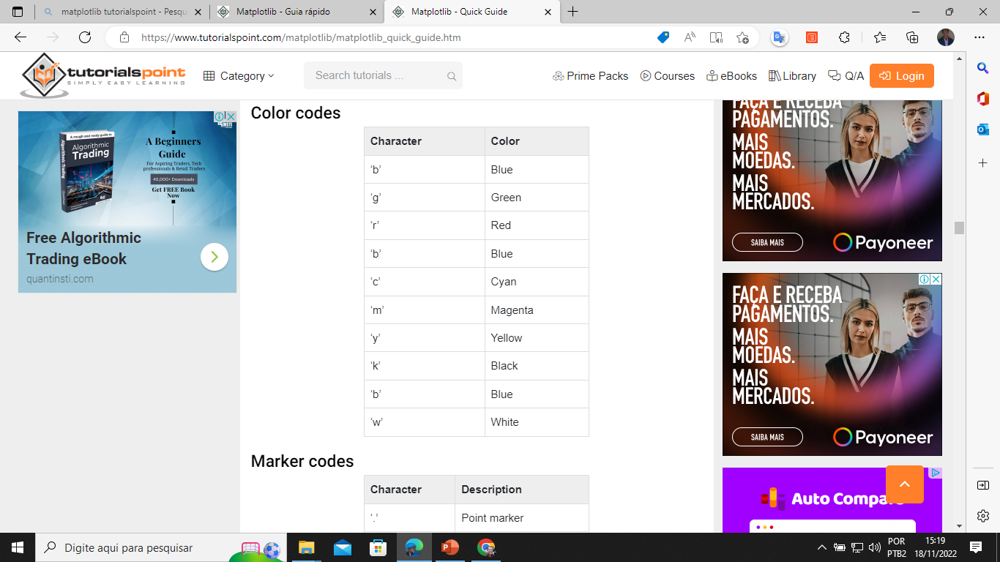 matplotlib tutorialspoint - Pesqu
Matplotlib - Guia rápido
Matplotlib - Quick Guide
https://www.tutorialspoint.com/matplotlib/matplotlib_quick_guide.htm
tutorialspoint
SIMPLY EASY LEARNING
Category
Search tutorials ...
Prime Packs
Courses
eBooks
Library
Q/A
Login
A rough and ready guide to
Algorithmic
Trading
Algorithmic Trading
A Beginners
Guide
For Aspiring Traders, Tech
professionals & Retail Traders
40,000+ Downloads
Get FREE Book
Now
Free Algorithmic
Trading eBook
quantinsti.com
Color codes
Character Color
‘b’ Blue
‘g’ Green
‘r’ Red
‘b’ Blue
‘c’ Cyan
‘m’ Magenta
‘y’ Yellow
‘k’ Black
‘b’ Blue
‘w’ White
Marker codes
Character Description
‘.’ Point marker
FAÇA E RECEBA
PAGAMENTOS.
MAIS
MOEDAS.
MAIS
MERCADOS.
SAIBA MAIS
Payoneer
FAÇA E RECEBA
PAGAMENTOS.
MAIS
MOEDAS.
MAIS
MERCADOS.
SAIBA MAIS
Payoneer
Auto Compare
Digite aqui para pesquisar
POR
PTB2
15:19
18/11/2022